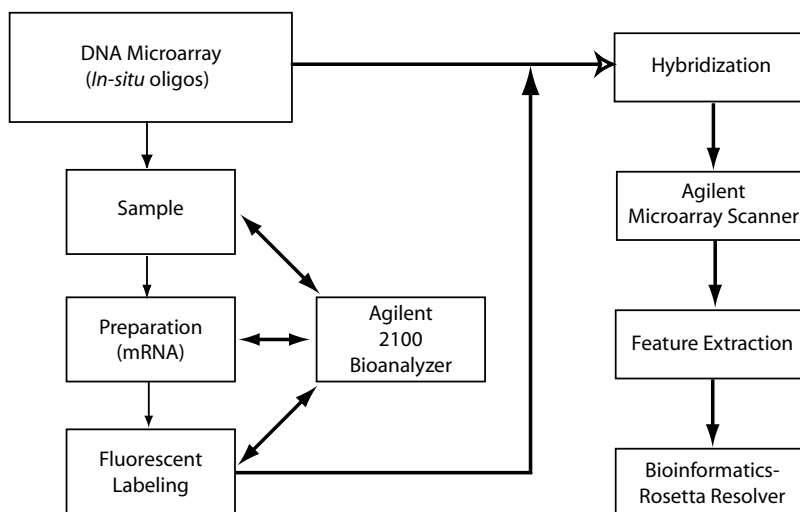 DNA Microarray
(In-situ oligos)
Sample
Preparation
(mRNA)
Fluorescent
Labeling
Agilent
2100
Bioanalyzer
Hybridization
Agilent
Microarray Scanner
Feature Extraction
Bioinformatics-
Rosetta Resolver